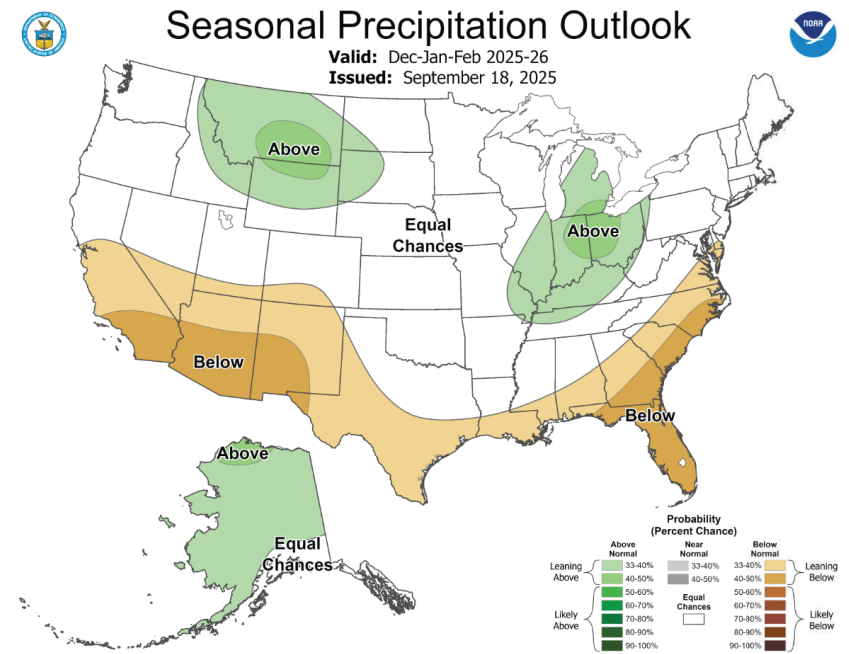 Seasonal Precipitation Outlook
Valid: Dec-Jan-Feb 2025-26
Issued: September 18, 2025
NOAA
Above
Equal
Chances
Above
Below
Below
Above
Equal
Chances
Probability
(Percent Chance)
Above
Normal
Near
Normal
Below
Normal
Leaning
Above
33-40%
40-50%
50-60%
60-70%
70-80%
80-90%
90-100%
Likely
Above
33-40%
40-50%
Equal
Chances
33-40%
40-50%
50-60%
60-70%
70-80%
80-90%
90-100%
Leaning
Below
Likely
Below